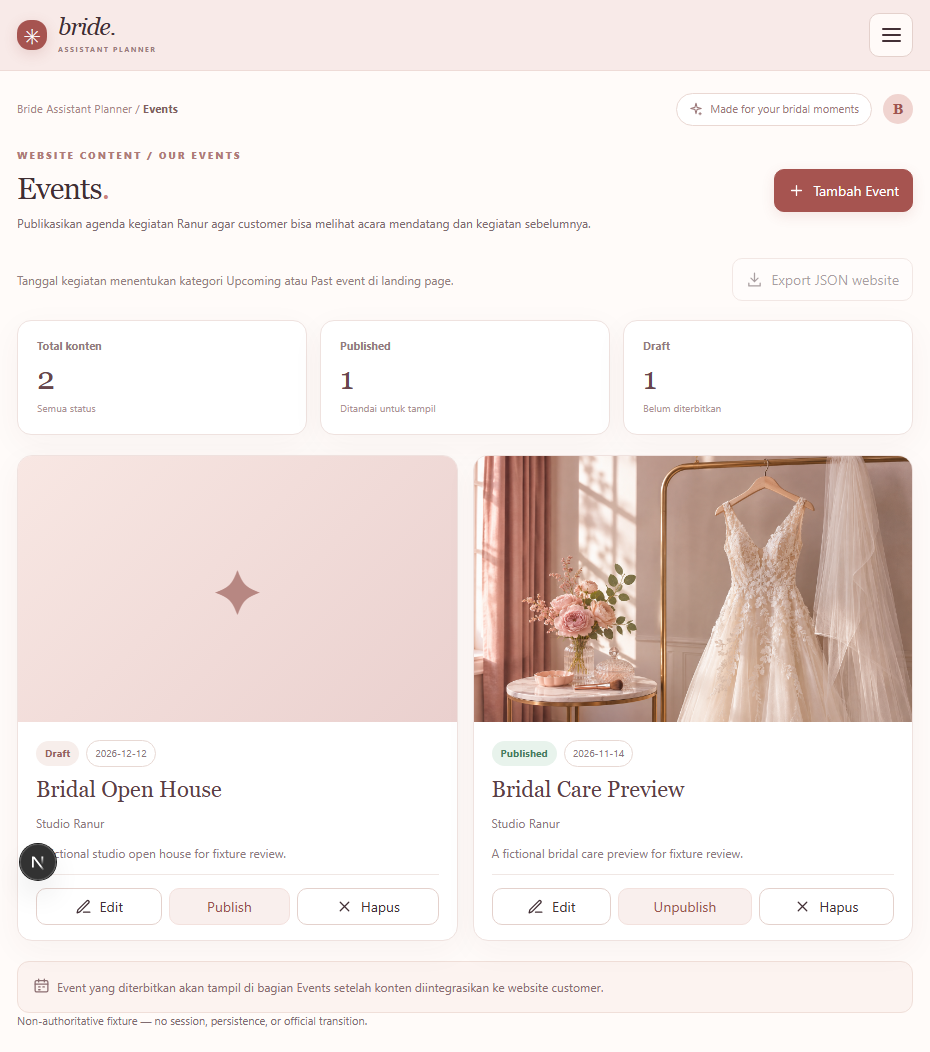 bride.
ASSISTANT PLANNER
Bride Assistant Planner / Events
Made for your bridal moments
B
WEBSITE CONTENT / OUR EVENTS
Events.
Tambah Event
Publikasikan agenda kegiatan Ranur agar customer bisa melihat acara mendatang dan kegiatan sebelumnya.
Tanggal kegiatan menentukan kategori Upcoming atau Past event di landing page.
Export JSON website
Total konten
2
Semua status
Published
1
Ditandai untuk tampil
Draft
1
Belum diterbitkan
Draft
2026-12-12
Bridal Open House
Studio Ranur
ctional studio open house for fixture review.
N
Edit
Publish
Hapus
Published
2026-11-14
Bridal Care Preview
Studio Ranur
A fictional bridal care preview for fixture review.
Edit
Unpublish
Hapus
Event yang diterbitkan akan tampil di bagian Events setelah konten diintegrasikan ke website customer.
Non-authoritative fixture — no session, persistence, or official transition.